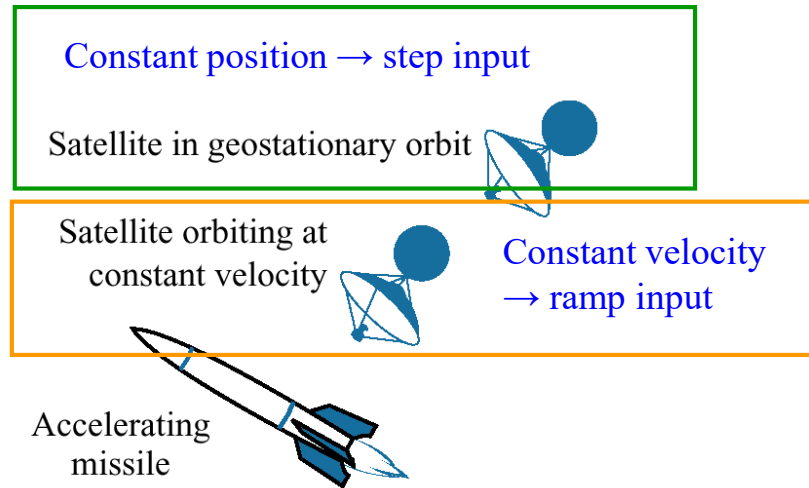 Constant position → step input
Satellite in geostationary orbit
Satellite orbiting at
constant velocity
Constant velocity
→ ramp input
Accelerating
missile